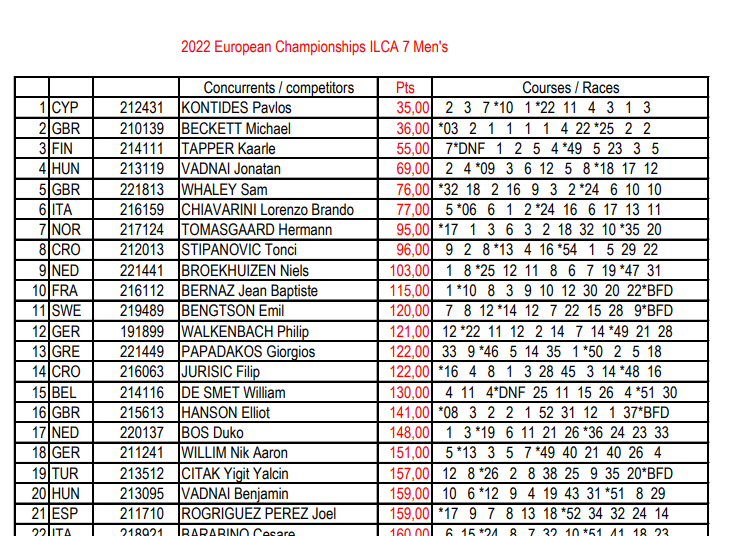 2022 European Championships ILCA 7 Men's
Concurrents / competitors Pts Courses / Races
1 CYP 212431 KONTIDES Pavlos 35,00 2 3 7 *10 1 *22 11 4 3 1 3
2 GBR 210139 BECKETT Michael 36,00 *03 2 1 1 1 1 4 22 *25 2 2
3 FIN 214111 TAPPER Kaarle 55,00 7 *DNF 1 2 5 4 *49 5 23 3 5
4 HUN 213119 VADNAI Jonatan 69,00 2 4 *09 3 6 12 5 8 *18 17 12
5 GBR 221813 WHALEY Sam 76,00 *32 18 2 16 9 3 2 *24 6 10 10
6 ITA 216159 CHIAVARINI Lorenzo Brando 77,00 5 *06 6 1 2 *24 16 6 17 13 11
7 NOR 217124 TOMASGAARD Hermann 95,00 *17 1 3 6 3 2 18 32 10 *35 20
8 CRO 212013 STIPANOVIC Tonci 96,00 9 2 8 *13 4 16 *54 1 5 29 22
9 NED 221441 BROEKHUIZEN Niels 103,00 1 8 *25 12 11 8 6 7 19 *47 31
10 FRA 216112 BERNAZ Jean Baptiste 115,00 1 *10 8 3 9 10 12 30 20 22 *BFD
11 SWE 219489 BENGTSON Emil 120,00 7 8 12 *14 12 7 22 15 28 9 *BFD
12 GER 191899 WALKENBACH Philip 121,00 12 *22 11 12 2 14 7 14 *49 21 28
13 GRE 221449 PAPADAKOS Giorgios 122,00 33 9 *46 5 14 35 1 *50 2 5 18
14 CRO 216063 JURISIC Filip 122,00 *16 4 8 1 3 28 45 3 14 *48 16
15 BEL 214116 DE SMET William 130,00 4 11 4 *DNF 25 11 15 26 4 *51 30
16 GBR 215613 HANSON Elliot 141,00 *08 3 2 2 1 52 31 12 1 37 *BFD
17 NED 220137 BOS Duko 148,00 1 3 *19 6 11 21 26 *36 24 23 33
18 GER 211241 WILLIM Nik Aaron 151,00 5 *13 3 5 7 *49 40 21 40 26 4
19 TUR 213512 CITAK Yigit Yalcin 157,00 12 8 *26 2 8 38 25 9 35 20 *BFD
20 HUN 213095 VADNAI Benjamin 159,00 10 6 *12 9 4 19 43 31 *51 8 29
21 ESP 211710 ROGRIGUEZ PEREZ Joel 159,00 *17 9 7 8 13 18 *52 34 32 24 14
22 ITA 218921 BARABINO Cesare 160,00 6 15 *24 8 7 32 10 *51 41 18 23